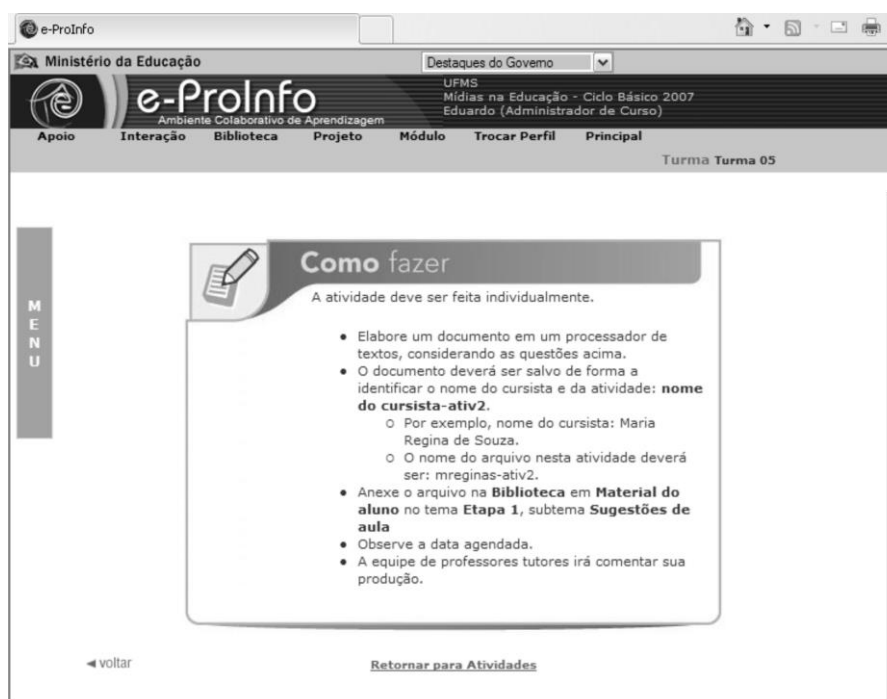 e-ProInfo
Ministério da Educação
Destaques do Governo
e-ProInfo
Ambiente Colaborativo de Aprendizagem
UFMS
Mídias na Educação - Ciclo Básico 2007
Eduardo (Administrador de Curso)
Apoio Interação Biblioteca Projeto Módulo Trocar Perfil Principal
Turma Turma 05
MENU
Como fazer
A atividade deve ser feita individualmente.
• Elabore um documento em um processador de
textos, considerando as questões acima.
• O documento deverá ser salvo de forma a
identificar o nome do cursista e da atividade: nome
do cursista-ativ2.
o Por exemplo, nome do cursista: Maria
Regina de Souza.
o O nome do arquivo nesta atividade deverá
ser: mreginas-ativ2.
• Anexe o arquivo na Biblioteca em Material do
aluno no tema Etapa 1, subtema Sugestões de
aula
• Observe a data agendada.
• A equipe de professores tutores irá comentar sua
produção.
voltar
Retornar para Atividades